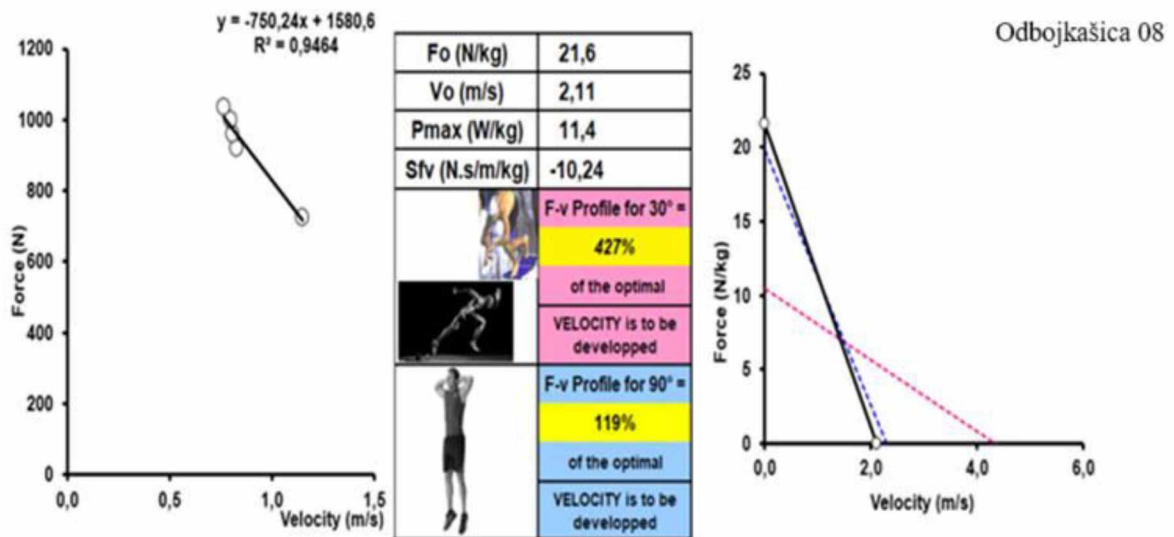 y = -750,24x + 1580,6
R² = 0,9464
1200
1000
800
600
400
200
0
Force (N)
0,0
0,5
1,0
1,5
Velocity (m/s)
Fo (N/kg) 21,6
Vo (m/s) 2,11
Pmax (W/kg) 11,4
Sfv (N.s/m/kg) -10,24
F-v Profile for 30° =
427%
of the optimal
VELOCITY is to be
developped
F-v Profile for 90° =
119%
of the optimal
VELOCITY is to be
developped
Odbojkašica 08
25
20
15
10
5
0
Force (N/kg)
0,0
2,0
4,0
6,0
Velocity (m/s)